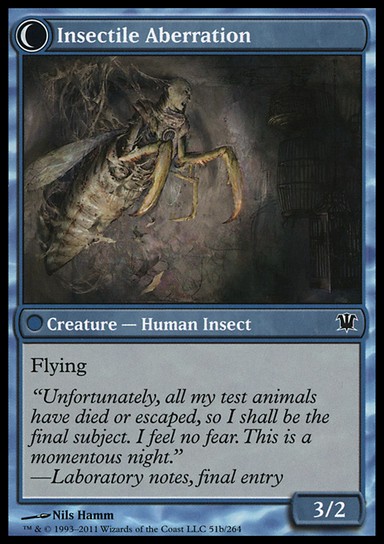 Insectile Aberration
Creature — Human Insect
Flying
“Unfortunately, all my test animals
have died or escaped, so I shall be the
final subject. I feel no fear. This is a
momentous night.”
—Laboratory notes, final entry
3/2
Nils Hamm
™ & © 1993–2011 Wizards of the Coast LLC 51b/264